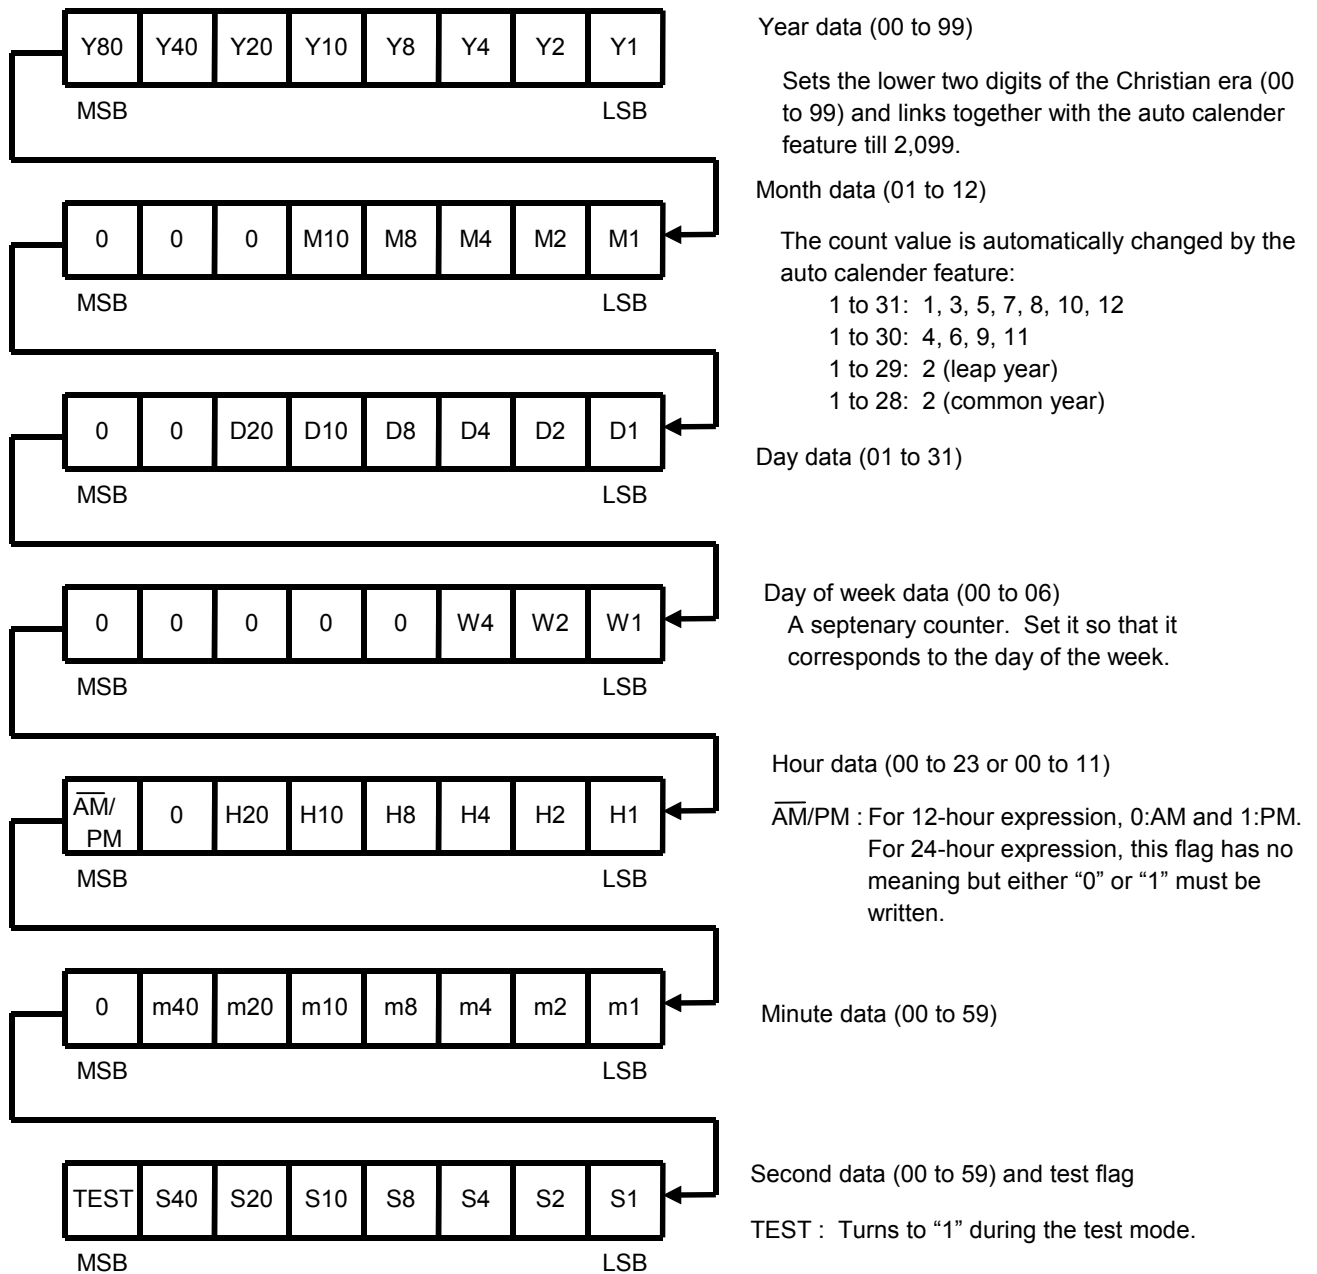 Y80 Y40 Y20 Y10 Y8 Y4 Y2 Y1
MSB LSB
Year data (00 to 99)
Sets the lower two digits of the Christian era (00
to 99) and links together with the auto calender
feature till 2,099.
0 0 0 M10 M8 M4 M2 M1
MSB LSB
Month data (01 to 12)
The count value is automatically changed by the
auto calender feature:
1 to 31: 1, 3, 5, 7, 8, 10, 12
1 to 30: 4, 6, 9, 11
1 to 29: 2 (leap year)
1 to 28: 2 (common year)
0 0 D20 D10 D8 D4 D2 D1
MSB LSB
Day data (01 to 31)
0 0 0 0 0 W4 W2 W1
MSB LSB
Day of week data (00 to 06)
A septenary counter. Set it so that it
corresponds to the day of the week.
A̅M̅/
PM 0 H20 H10 H8 H4 H2 H1
MSB LSB
Hour data (00 to 23 or 00 to 11)
A̅M̅/PM : For 12-hour expression, 0:AM and 1:PM.
For 24-hour expression, this flag has no
meaning but either “0” or “1” must be
written.
0 m40 m20 m10 m8 m4 m2 m1
MSB LSB
Minute data (00 to 59)
TEST S40 S20 S10 S8 S4 S2 S1
MSB LSB
Second data (00 to 59) and test flag
TEST : Turns to “1” during the test mode.